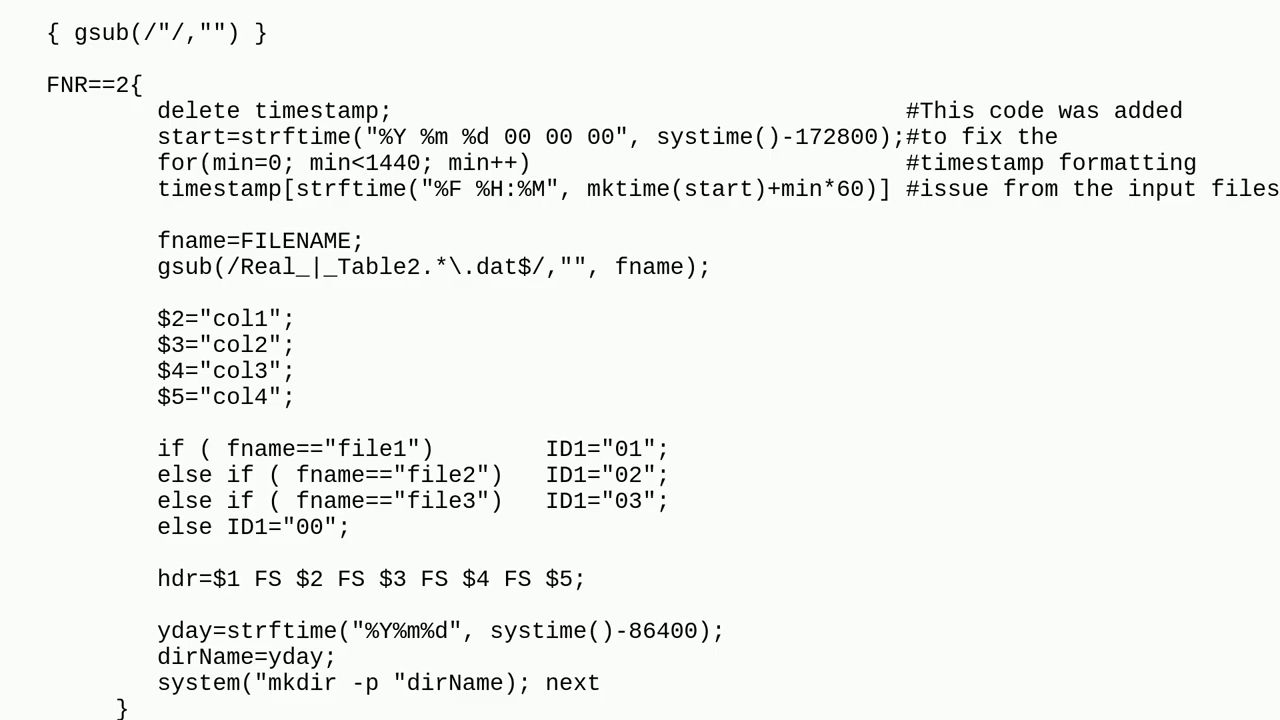 { gsub(/"/,"") }
FNR==2{
delete timestamp; #This code was added
start=strftime("%Y %m %d 00 00 00", systime()-172800);#to fix the
for(min=0; min<1440; min++) #timestamp formatting
timestamp[strftime("%F %H:%M", mktime(start)+min*60)] #issue from the input files
fname=FILENAME;
gsub(/Real_|_Table2.*\.dat$/,"", fname);
$2="col1";
$3="col2";
$4="col3";
$5="col4";
if ( fname=="file1") ID1="01";
else if ( fname=="file2") ID1="02";
else if ( fname=="file3") ID1="03";
else ID1="00";
hdr=$1 FS $2 FS $3 FS $4 FS $5;
yday=strftime("%Y%m%d", systime()-86400);
dirName=yday;
system("mkdir -p "dirName); next
}